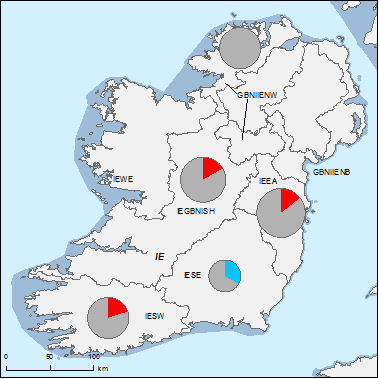 GBNIIENW
GBNIIENB
IEWE
IEEA
IEGBNISH
IE
IESE
IESW
0 50 100
km